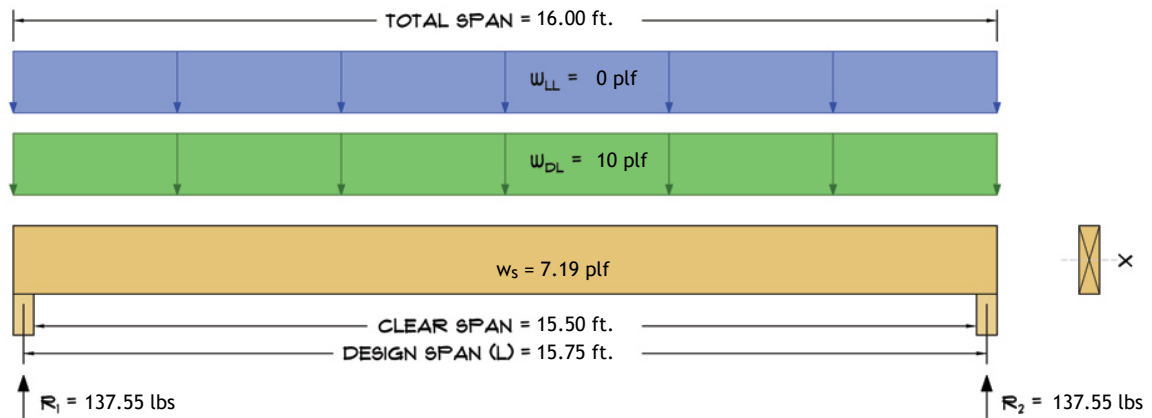 TOTAL SPAN = 16.00 ft.
WLL = 0 plf
WDL = 10 plf
ws = 7.19 plf
X
CLEAR SPAN = 15.50 ft.
DESIGN SPAN (L) = 15.75 ft.
R1 = 137.55 lbs
R2 = 137.55 lbs